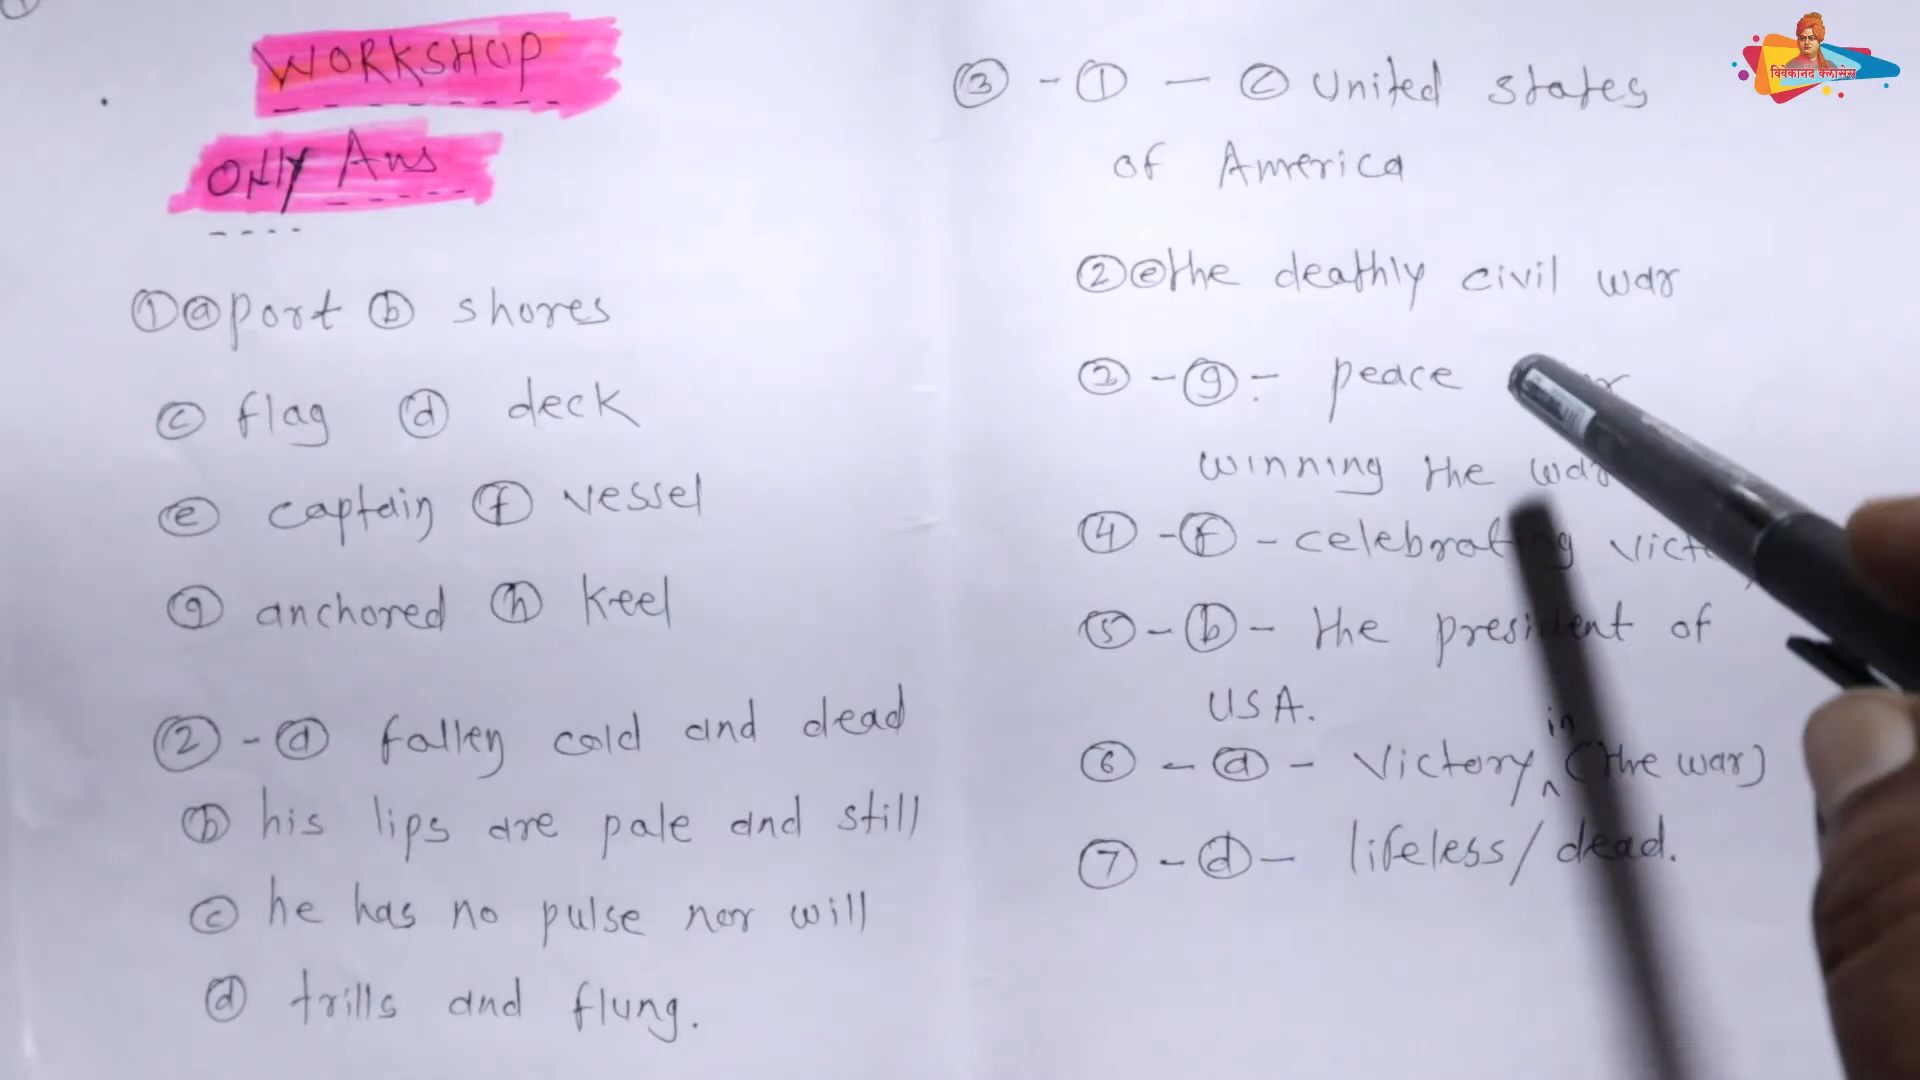 WORKSHOP
ONLY Ans
① ⓐ port ⓑ shores
ⓒ flag ⓓ deck
ⓔ captain ⓕ vessel
ⓖ anchored ⓗ keel
② - ⓐ fallen cold and dead
ⓑ his lips are pale and still
ⓒ he has no pulse nor will
ⓓ trills and flung.
③ - ① - ⓒ United states
of America
② ⓔ the deathly civil war
③ - ⓖ - peace
winning the war
④ - ⓕ - celebrating
⑤ - ⓑ - the president of
USA.
⑥ - ⓐ - Victory in (the war)
⑦ - ⓓ - lifeless/dead.
विवेकानंद क्लासेस